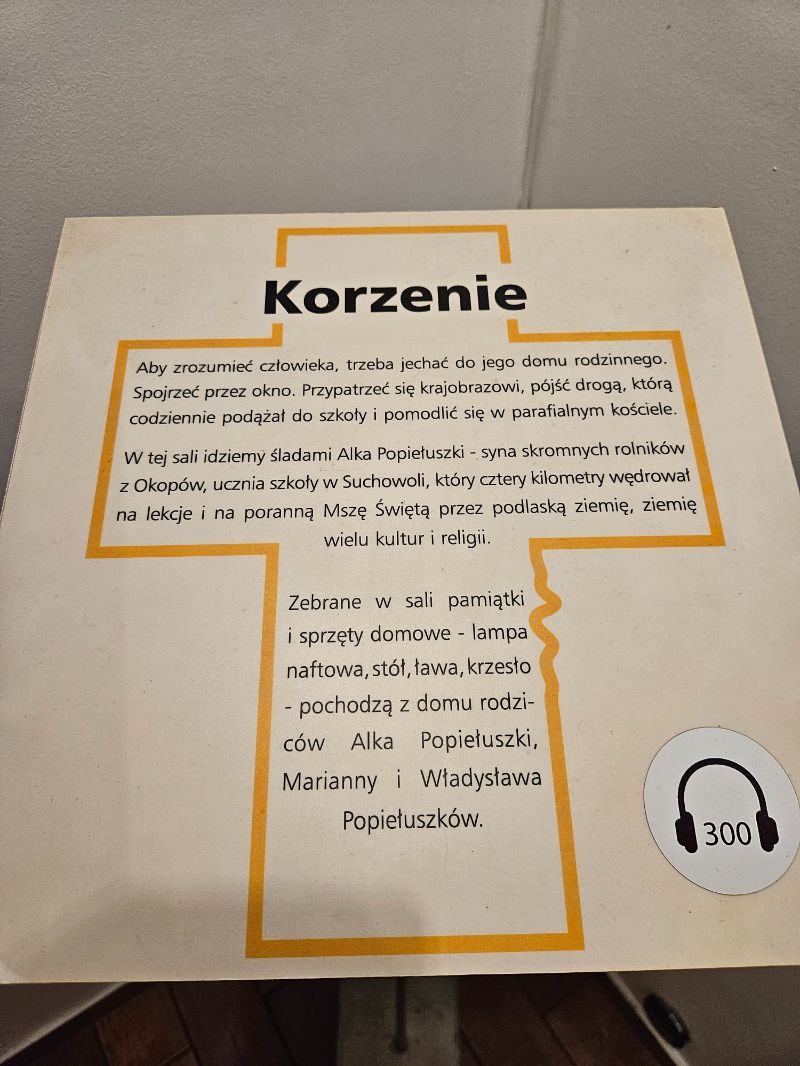 Korzenie
Aby zrozumieć człowieka, trzeba jechać do jego domu rodzinnego.
Spojrzeć przez okno. Przypatrzeć się krajobrazowi, pójść drogą, którą
codziennie podążał do szkoły i pomodlić się w parafialnym kościele.
W tej sali idziemy śladami Alka Popiełuszki - syna skromnych rolników
z Okopów, ucznia szkoły w Suchowoli, który cztery kilometry wędrował
na lekcje i na poranną Mszę Świętą przez podlaską ziemię, ziemię
wielu kultur i religii.
Zebrane w sali pamiątki
i sprzęty domowe - lampa
naftowa, stół, ława, krzesło
- pochodzą z domu rodzi-
ców Alka Popiełuszki,
Marianny i Władysława
Popiełuszków.
300